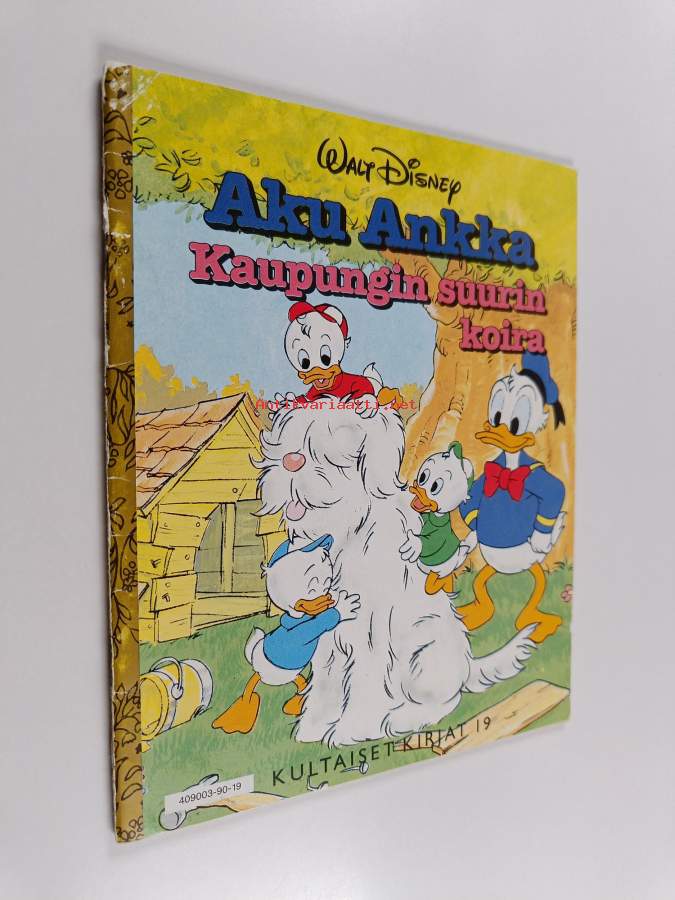 WALT DISNEY
Aku Ankka
Kaupungin suurin
koira
Antikvariaatti.net
KULTAISET KIRJAT 19
409003-90-19